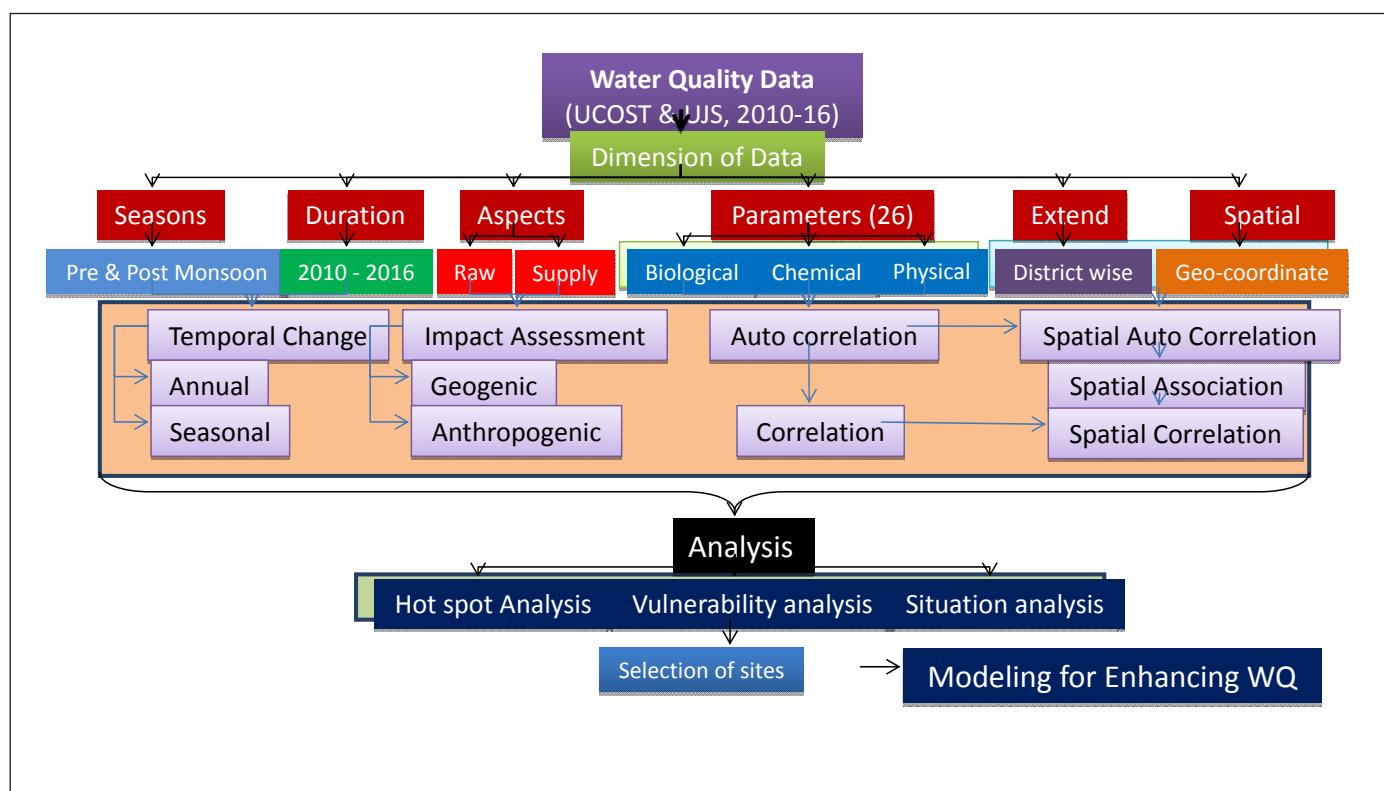 Water Quality Data
(UCOST & UJS, 2010-16)
Dimension of Data
Seasons
Duration
Aspects
Parameters (26)
Extend
Spatial
Pre & Post Monsoon
2010 - 2016
Raw
Supply
Biological
Chemical
Physical
District wise
Geo-coordinate
Temporal Change
Impact Assessment
Auto correlation
Spatial Auto Correlation
Annual
Geogenic
Spatial Association
Seasonal
Anthropogenic
Correlation
Spatial Correlation
Analysis
Hot spot Analysis
Vulnerability analysis
Situation analysis
Selection of sites
Modeling for Enhancing WQ